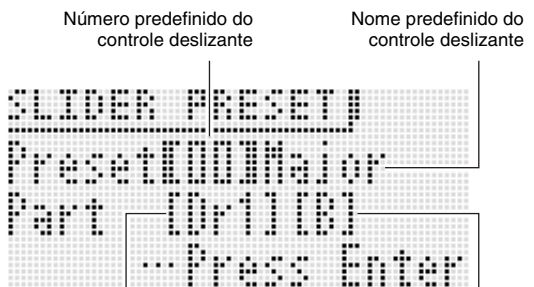 Número predefinido do
controle deslizante
Nome predefinido do
controle deslizante
SLIDER PRESET
Preset[00]Major
Part [Dr1][B]
...Press Enter